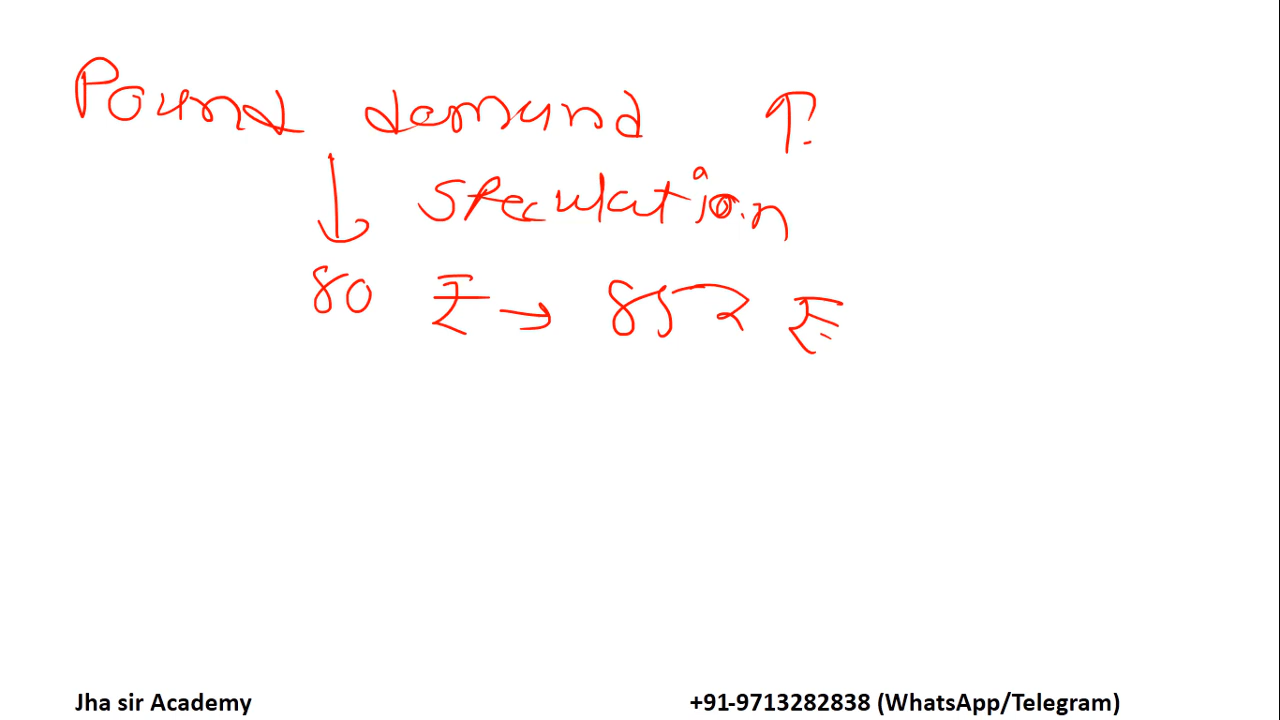 Pound demand ↑
↓ speculation
80 ₹ → 85 ₹
Jha sir Academy
+91-9713282838 (WhatsApp/Telegram)